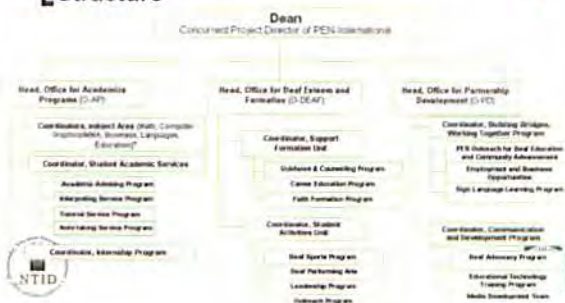 Structure
Dean
Concurrent Project Director of PEN-International
Head, Office for Academics
Programs (O-AP)
Coordinators, Subject Area (Math, Computer
Graphics, Business, Languages,
Education)*
Coordinator, Student Academic Services
Academic Advising Program
Interpreting Service Program
Tutorial Service Program
Note-taking Service Program
Coordinator, Internship Program
Head, Office for Deaf Esteem and
Formation (O-DEAF)
Coordinator, Support
Formation Unit
Guidance & Counseling Program
Career Education Program
Faith Formation Program
Coordinator, Student
Activities Unit
Deaf Sports Program
Deaf Performing Arts
Leadership Program
Outreach Program
Head, Office for Partnership
Development (O-PD)
Coordinator, Building Bridges,
Working Together Program
PEN Outreach for Deaf Education
and Community Advancement
Employment and Business
Opportunities
Sign Language Learning Program
Coordinator, Communication
and Development Program
Deaf Advocacy Program
Educational Technology
Training Program
Media Development Team
NTID